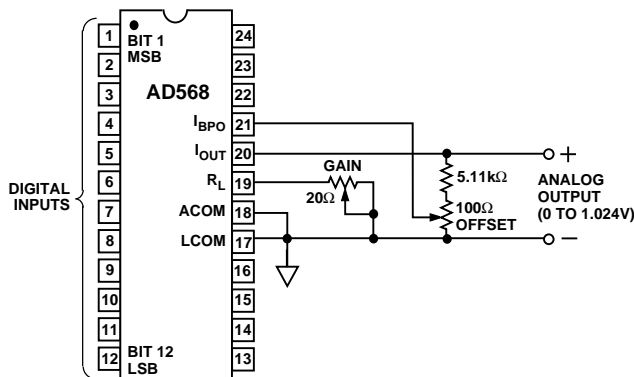 1
BIT 1
MSB
24
2
23
3
AD568
22
4
I_BPO
21
5
I_OUT
20
GAIN
DIGITAL
INPUTS
6
R_L
19
20Ω
5.11kΩ
7
ACOM
18
100Ω
OFFSET
+
ANALOG
OUTPUT
(0 TO 1.024V)
–
8
LCOM
17
9
16
10
15
11
14
12
BIT 12
LSB
13